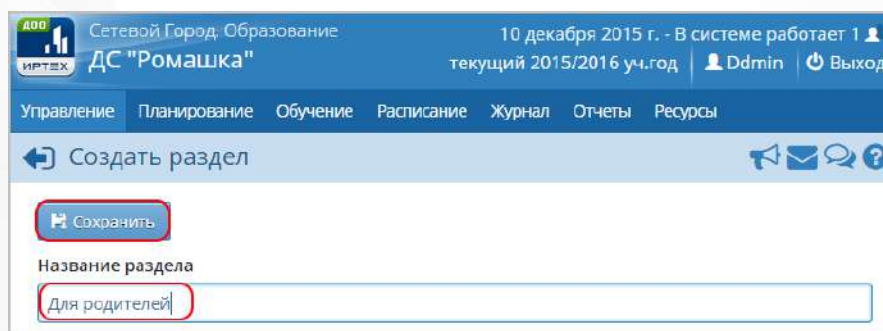 ДОО
ИРТЕХ
Сетевой Город. Образование
ДС "Ромашка"
10 декабря 2015 г. - В системе работает 1
текущий 2015/2016 уч.год Ddmin Выход
Управление Планирование Обучение Расписание Журнал Отчеты Ресурсы
Создать раздел
Сохранить
Название раздела
Для родителей